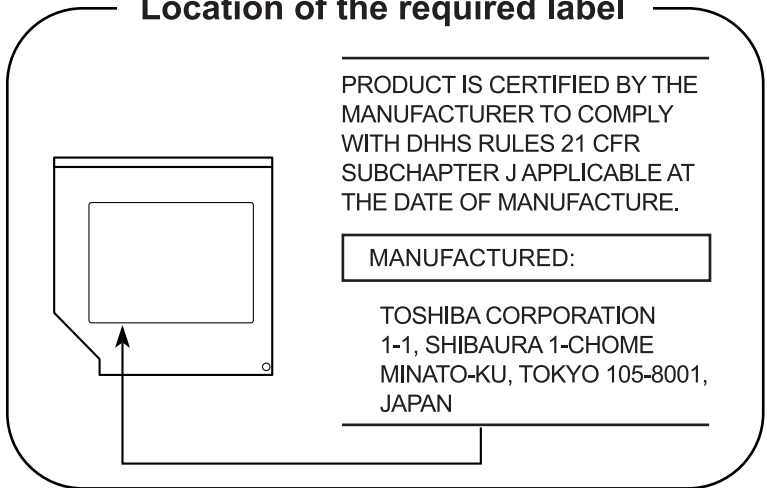 Location of the required label
PRODUCT IS CERTIFIED BY THE
MANUFACTURER TO COMPLY
WITH DHHS RULES 21 CFR
SUBCHAPTER J APPLICABLE AT
THE DATE OF MANUFACTURE.
MANUFACTURED:
TOSHIBA CORPORATION
1-1, SHIBAURA 1-CHOME
MINATO-KU, TOKYO 105-8001,
JAPAN